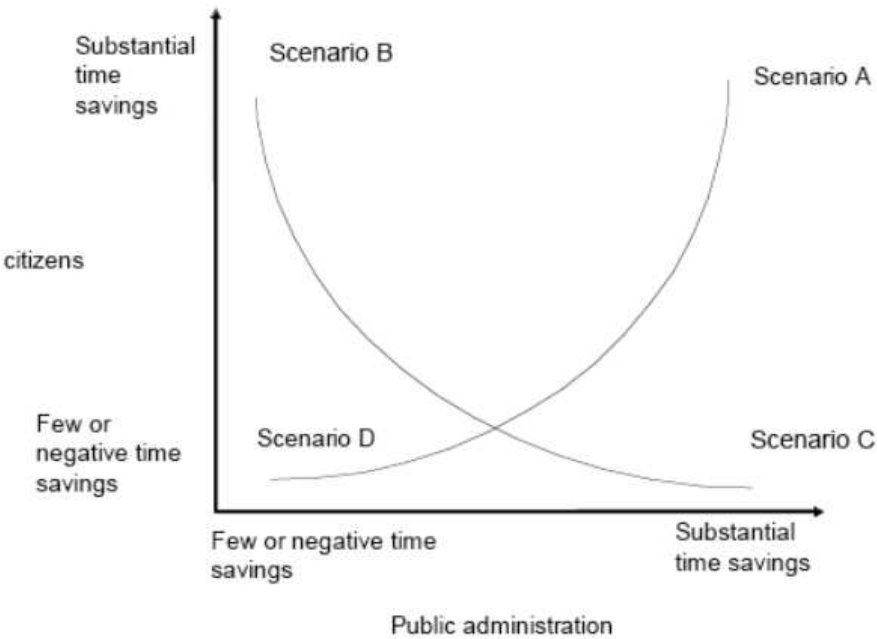 Substantial
time
savings
Scenario B
Scenario A
citizens
Few or
negative time
savings
Scenario D
Scenario C
Few or negative time
savings
Substantial
time savings
Public administration